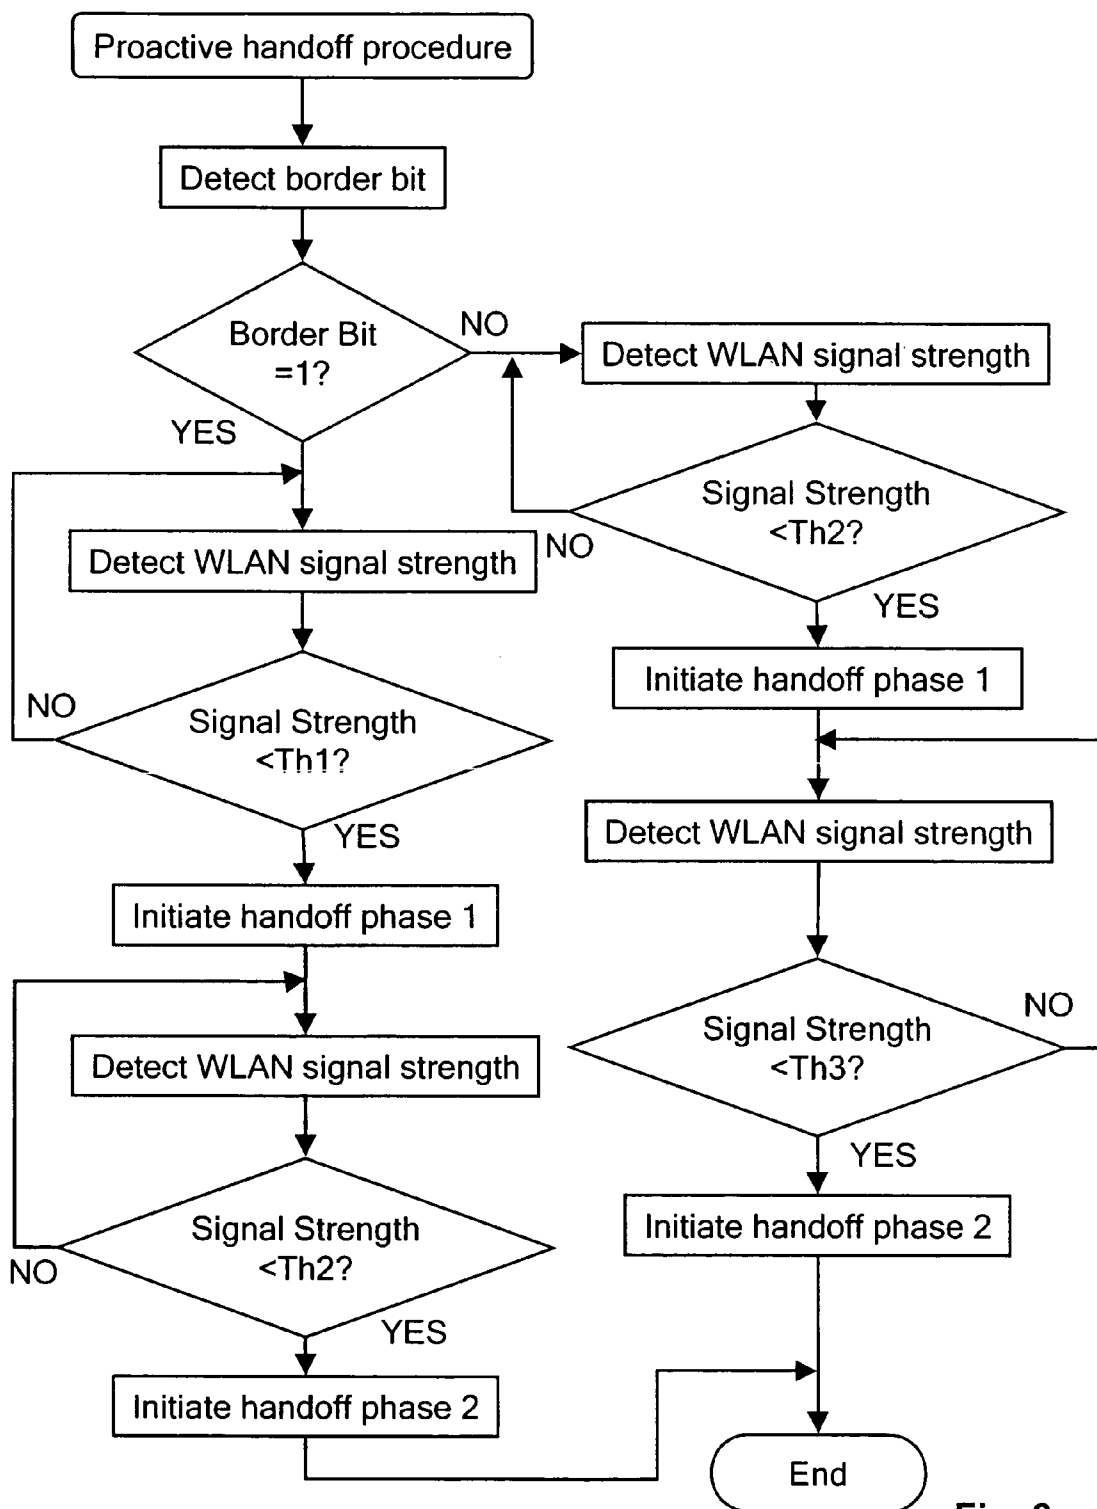 Proactive handoff procedure
Detect border bit
Border Bit
=1?
NO
YES
Detect WLAN signal strength
Signal Strength
<Th2?
NO
YES
Initiate handoff phase 1
Detect WLAN signal strength
Signal Strength
<Th3?
NO
YES
Initiate handoff phase 2
Detect WLAN signal strength
Signal Strength
<Th1?
NO
YES
Initiate handoff phase 1
Detect WLAN signal strength
Signal Strength
<Th2?
NO
YES
Initiate handoff phase 2
End